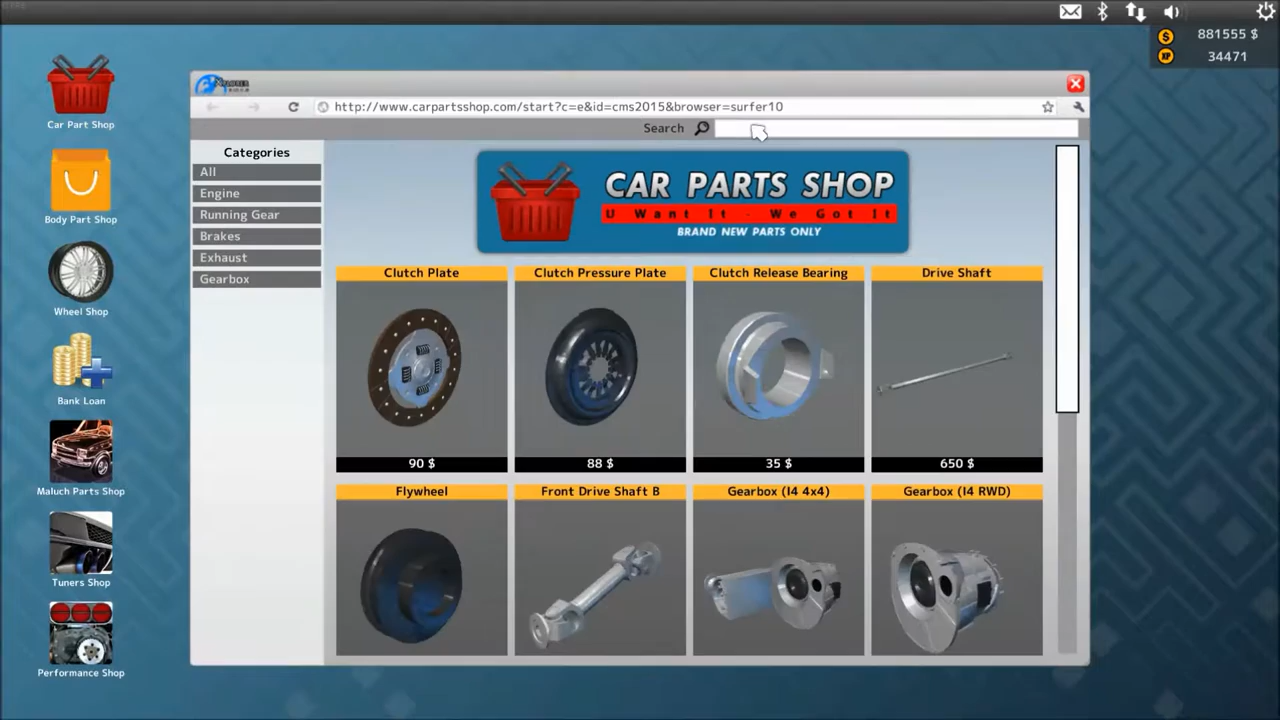 881555 $
34471
Car Part Shop
Body Part Shop
Wheel Shop
Bank Loan
Maluch Parts Shop
Tuners Shop
Performance Shop
http://www.carpartsshop.com/start?c=e&id=cms2015&browser=surfer10
Search
Categories
All
Engine
Running Gear
Brakes
Exhaust
Gearbox
CAR PARTS SHOP
U Want It - We Got It
BRAND NEW PARTS ONLY
Clutch Plate
90 $
Clutch Pressure Plate
88 $
Clutch Release Bearing
35 $
Drive Shaft
650 $
Flywheel
Front Drive Shaft B
Gearbox (I4 4x4)
Gearbox (I4 RWD)